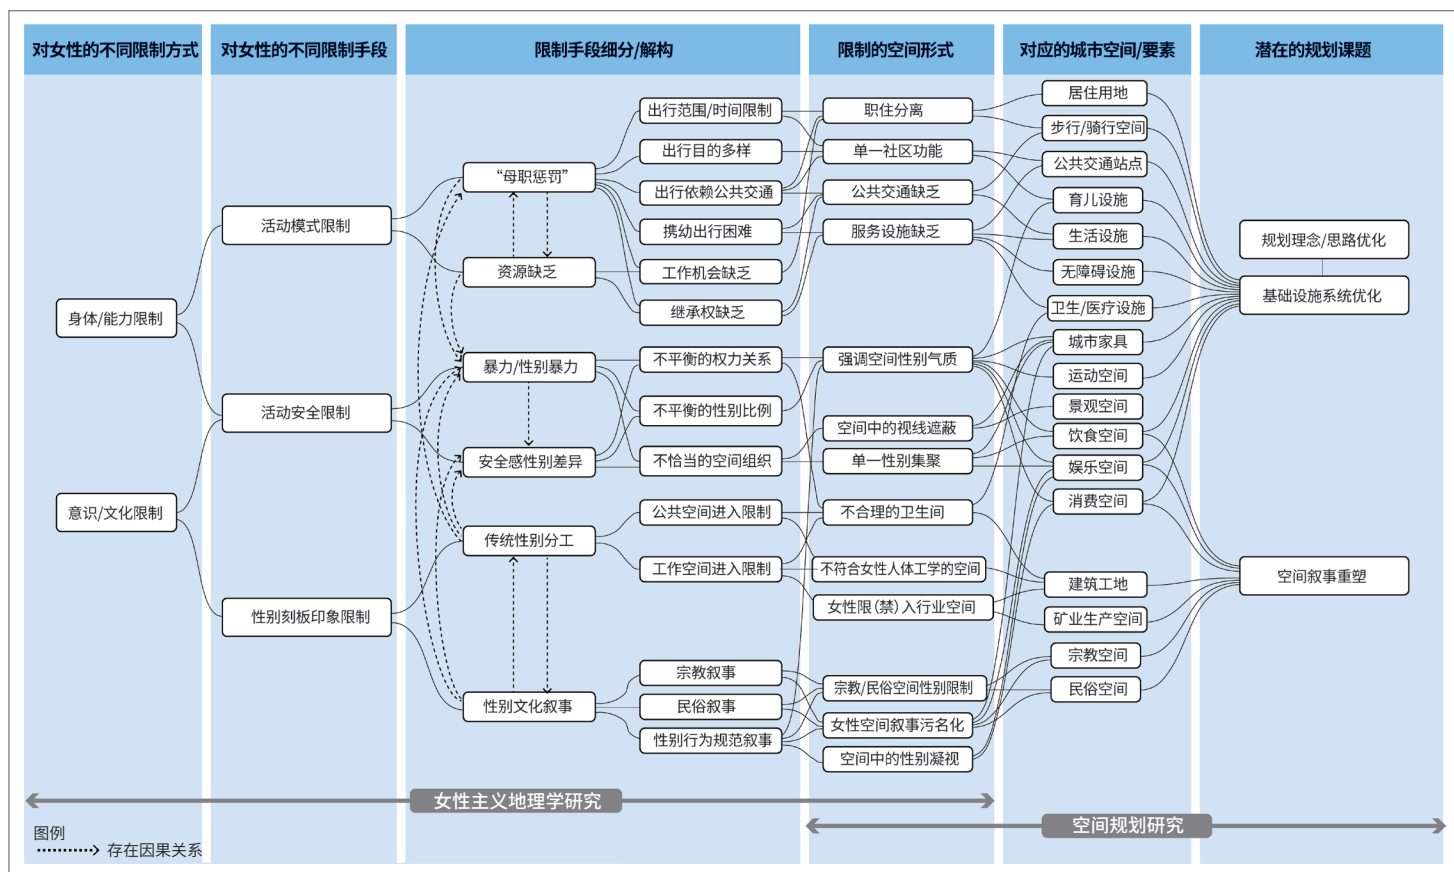 对女性的不同限制方式
对女性的不同限制手段
限制手段细分/解构
限制的空间形式
对应的城市空间/要素
潜在的规划课题
身体/能力限制
意识/文化限制
活动模式限制
活动安全限制
性别刻板印象限制
“母职惩罚”
资源缺乏
暴力/性别暴力
安全感性别差异
传统性别分工
性别文化叙事
出行范围/时间限制
出行目的多样
出行依赖公共交通
携幼出行困难
工作机会缺乏
继承权缺乏
不平衡的权力关系
不平衡的性别比例
不恰当的空间组织
公共空间进入限制
工作空间进入限制
宗教叙事
民俗叙事
性别行为规范叙事
职住分离
单一社区功能
公共交通缺乏
服务设施缺乏
强调空间性别气质
空间中的视线遮蔽
单一性别集聚
不合理的卫生间
不符合女性人体工学的空间
女性限（禁）入行业空间
宗教/民俗空间性别限制
女性空间叙事污名化
空间中的性别凝视
居住用地
步行/骑行空间
公共交通站点
育儿设施
生活设施
无障碍设施
卫生/医疗设施
城市家具
运动空间
景观空间
饮食空间
娱乐空间
消费空间
建筑工地
矿业生产空间
宗教空间
民俗空间
规划理念/思路优化
基础设施系统优化
空间叙事重塑
女性主义地理学研究
空间规划研究
图例
存在因果关系